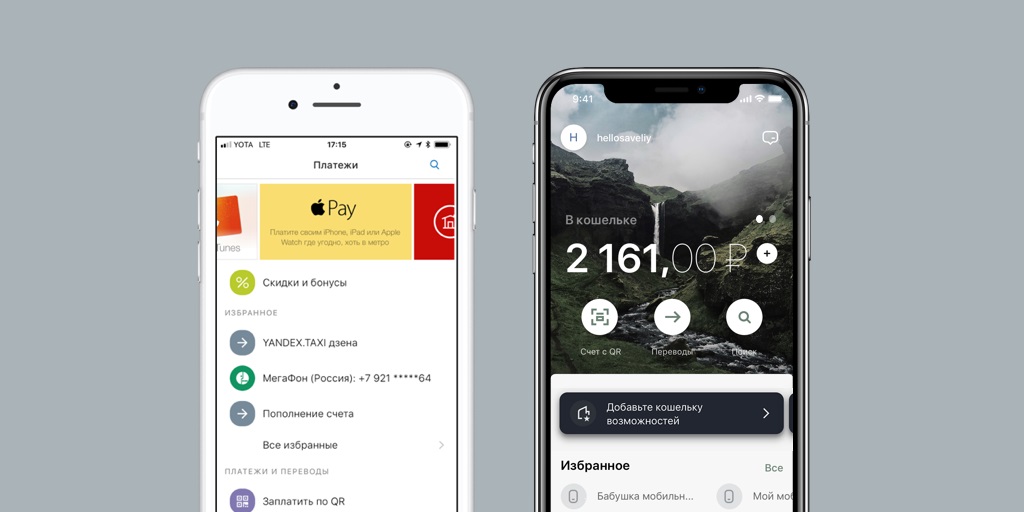 YOTA LTE 17:15
Платежи
Tunes
Pay
Платите своим iPhone, iPad или Apple
Watch где угодно, хоть в метро
Скидки и бонусы
ИЗБРАННОЕ
YANDEX.TAXI дзена
МегаФон (Россия): +7 921 *****64
Пополнение счета
Все избранные
ПЛАТЕЖИ И ПЕРЕВОДЫ
Заплатить по QR
9:41
H hellosaveliy
В кошельке
2 161,00 ₽
Счет с QR Переводы Поиск
Добавьте кошельку
возможностей
Избранное Все
Бабушка мобильн... Мой моб